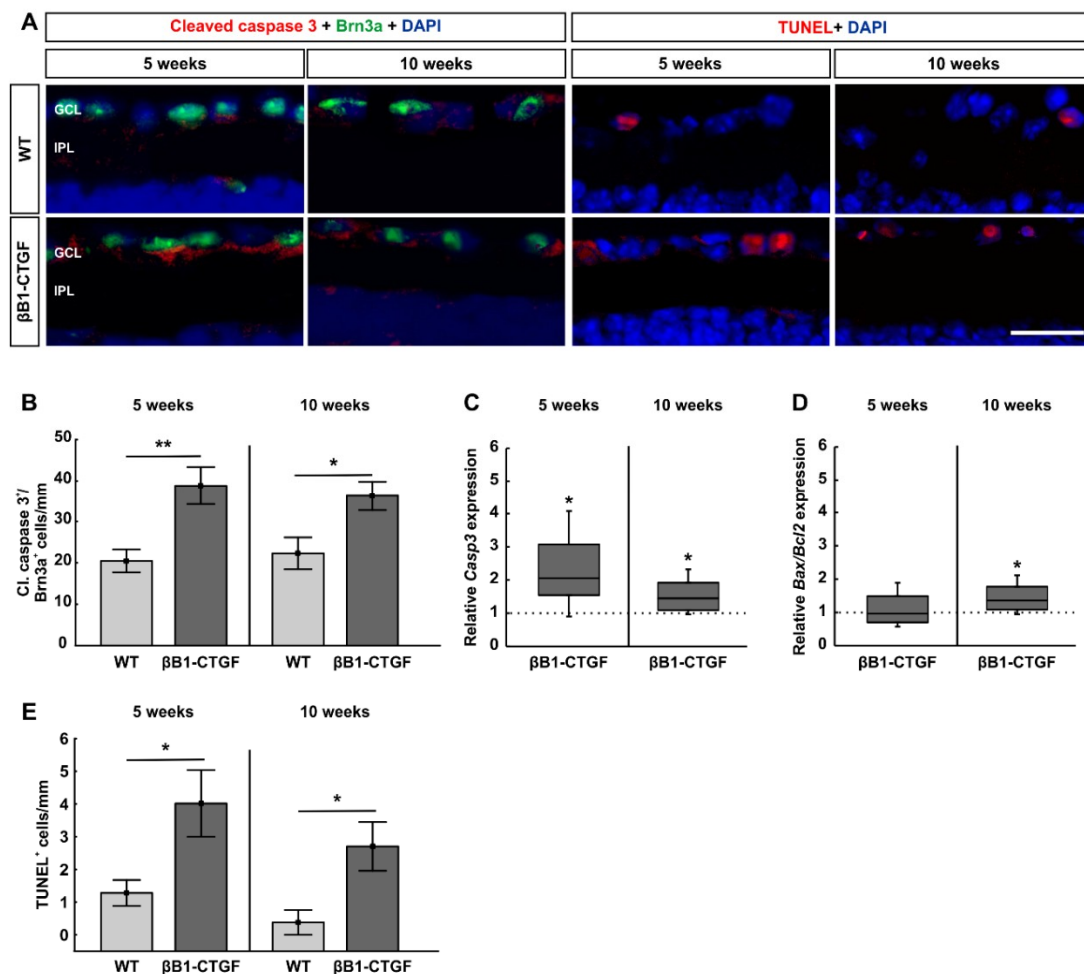 A
Cleaved caspase 3 + Brn3a + DAPI
TUNEL+ DAPI
5 weeks
10 weeks
5 weeks
10 weeks
WT
GCL
IPL
βB1-CTGF
GCL
IPL
B
5 weeks
10 weeks
Cl. caspase 3⁺/
Brn3a⁺ cells/mm
50
40
30
20
10
0
**
*
WT
βB1-CTGF
WT
βB1-CTGF
C
5 weeks
10 weeks
Relative Casp3 expression
6
5
4
3
2
1
0
*
*
βB1-CTGF
βB1-CTGF
D
5 weeks
10 weeks
Relative Bax/Bcl2 expression
6
5
4
3
2
1
0
*
βB1-CTGF
βB1-CTGF
E
5 weeks
10 weeks
TUNEL⁺ cells/mm
6
5
4
3
2
1
0
*
*
WT
βB1-CTGF
WT
βB1-CTGF